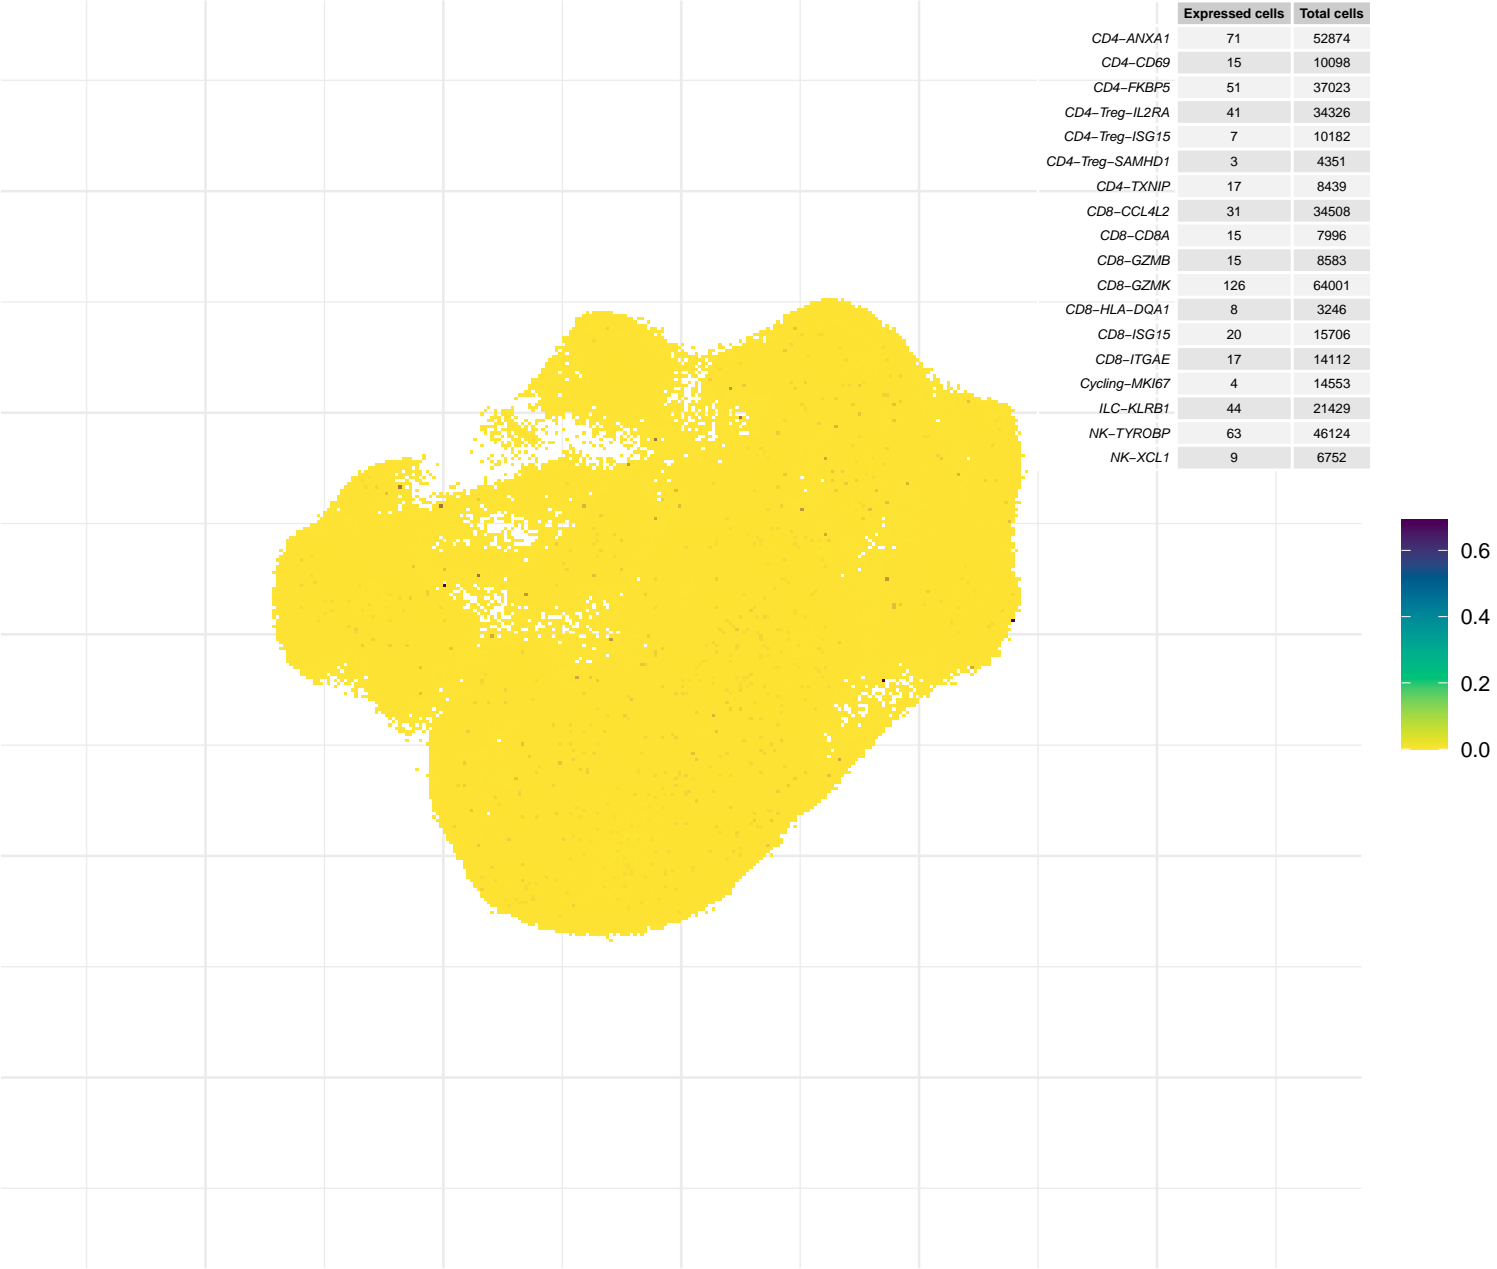 Expressed cells Total cells
CD4−ANXA1 71 52874
CD4−CD69 15 10098
CD4−FKBP5 51 37023
CD4−Treg−IL2RA 41 34326
CD4−Treg−ISG15 7 10182
CD4−Treg−SAMHD1 3 4351
CD4−TXNIP 17 8439
CD8−CCL4L2 31 34508
CD8−CD8A 15 7996
CD8−GZMB 15 8583
CD8−GZMK 126 64001
CD8−HLA−DQA1 8 3246
CD8−ISG15 20 15706
CD8−ITGAE 17 14112
Cycling−MKI67 4 14553
ILC−KLRB1 44 21429
NK−TYROBP 63 46124
NK−XCL1 9 6752
0.6
0.4
0.2
0.0